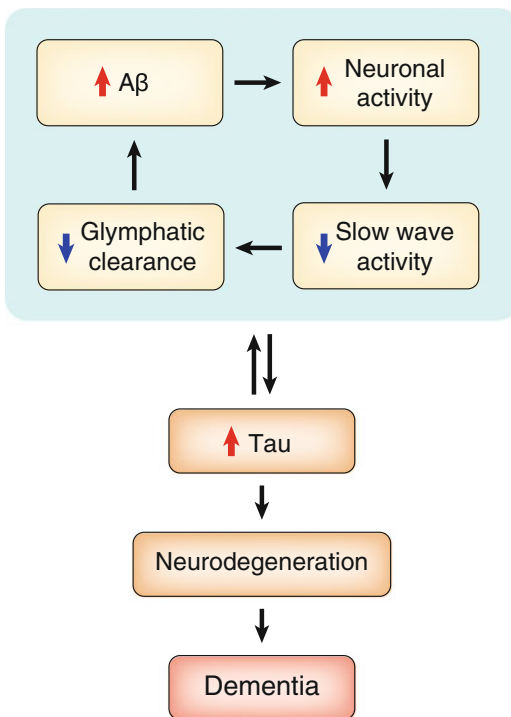 Aβ
Neuronal
activity
Glymphatic
clearance
Slow wave
activity
Tau
Neurodegeneration
Dementia